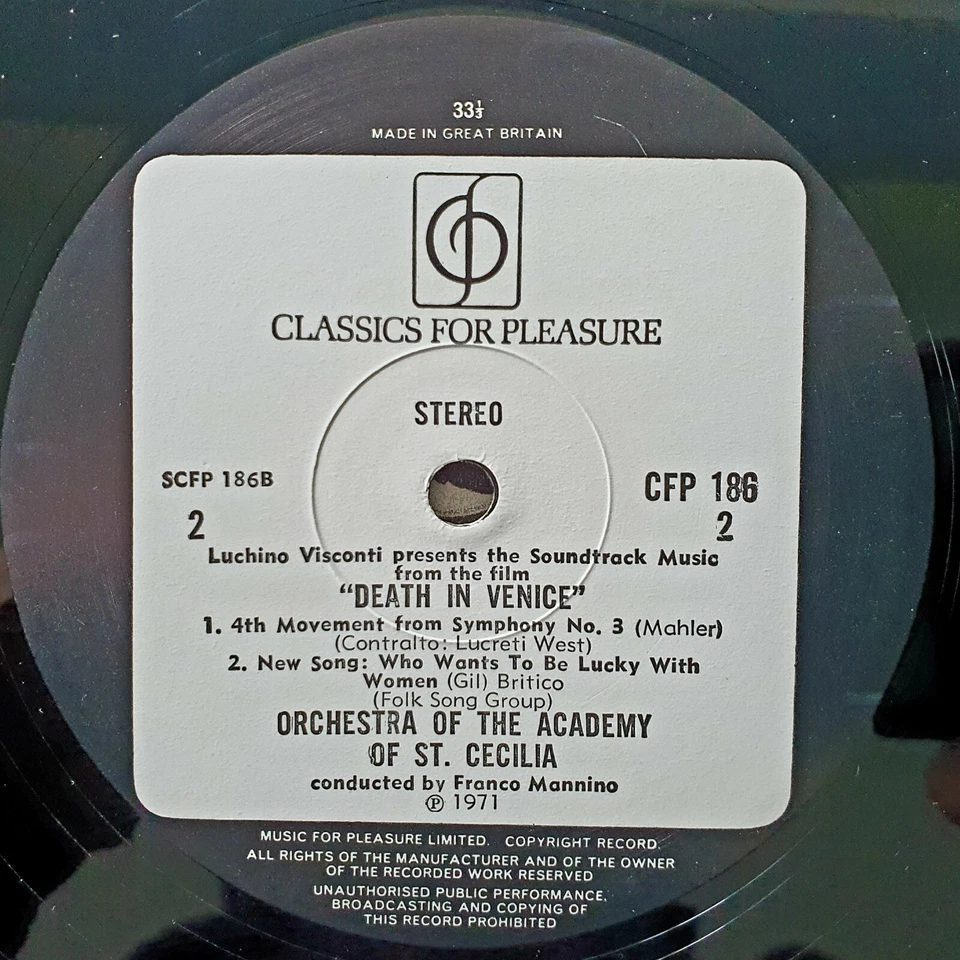 33⅓
MADE IN GREAT BRITAIN
CLASSICS FOR PLEASURE
STEREO
SCFP 186B
CFP 186
2
2
Luchino Visconti presents the Soundtrack Music
from the film
“DEATH IN VENICE”
1. 4th Movement from Symphony No. 3 (Mahler)
(Contralto: Lucreti West)
2. New Song: Who Wants To Be Lucky With
Women (Gil) Britico
(Folk Song Group)
ORCHESTRA OF THE ACADEMY
OF ST. CECILIA
conducted by Franco Mannino
℗ 1971
MUSIC FOR PLEASURE LIMITED. COPYRIGHT RECORD.
ALL RIGHTS OF THE MANUFACTURER AND OF THE OWNER
OF THE RECORDED WORK RESERVED
UNAUTHORISED PUBLIC PERFORMANCE,
BROADCASTING AND COPYING OF
THIS RECORD PROHIBITED